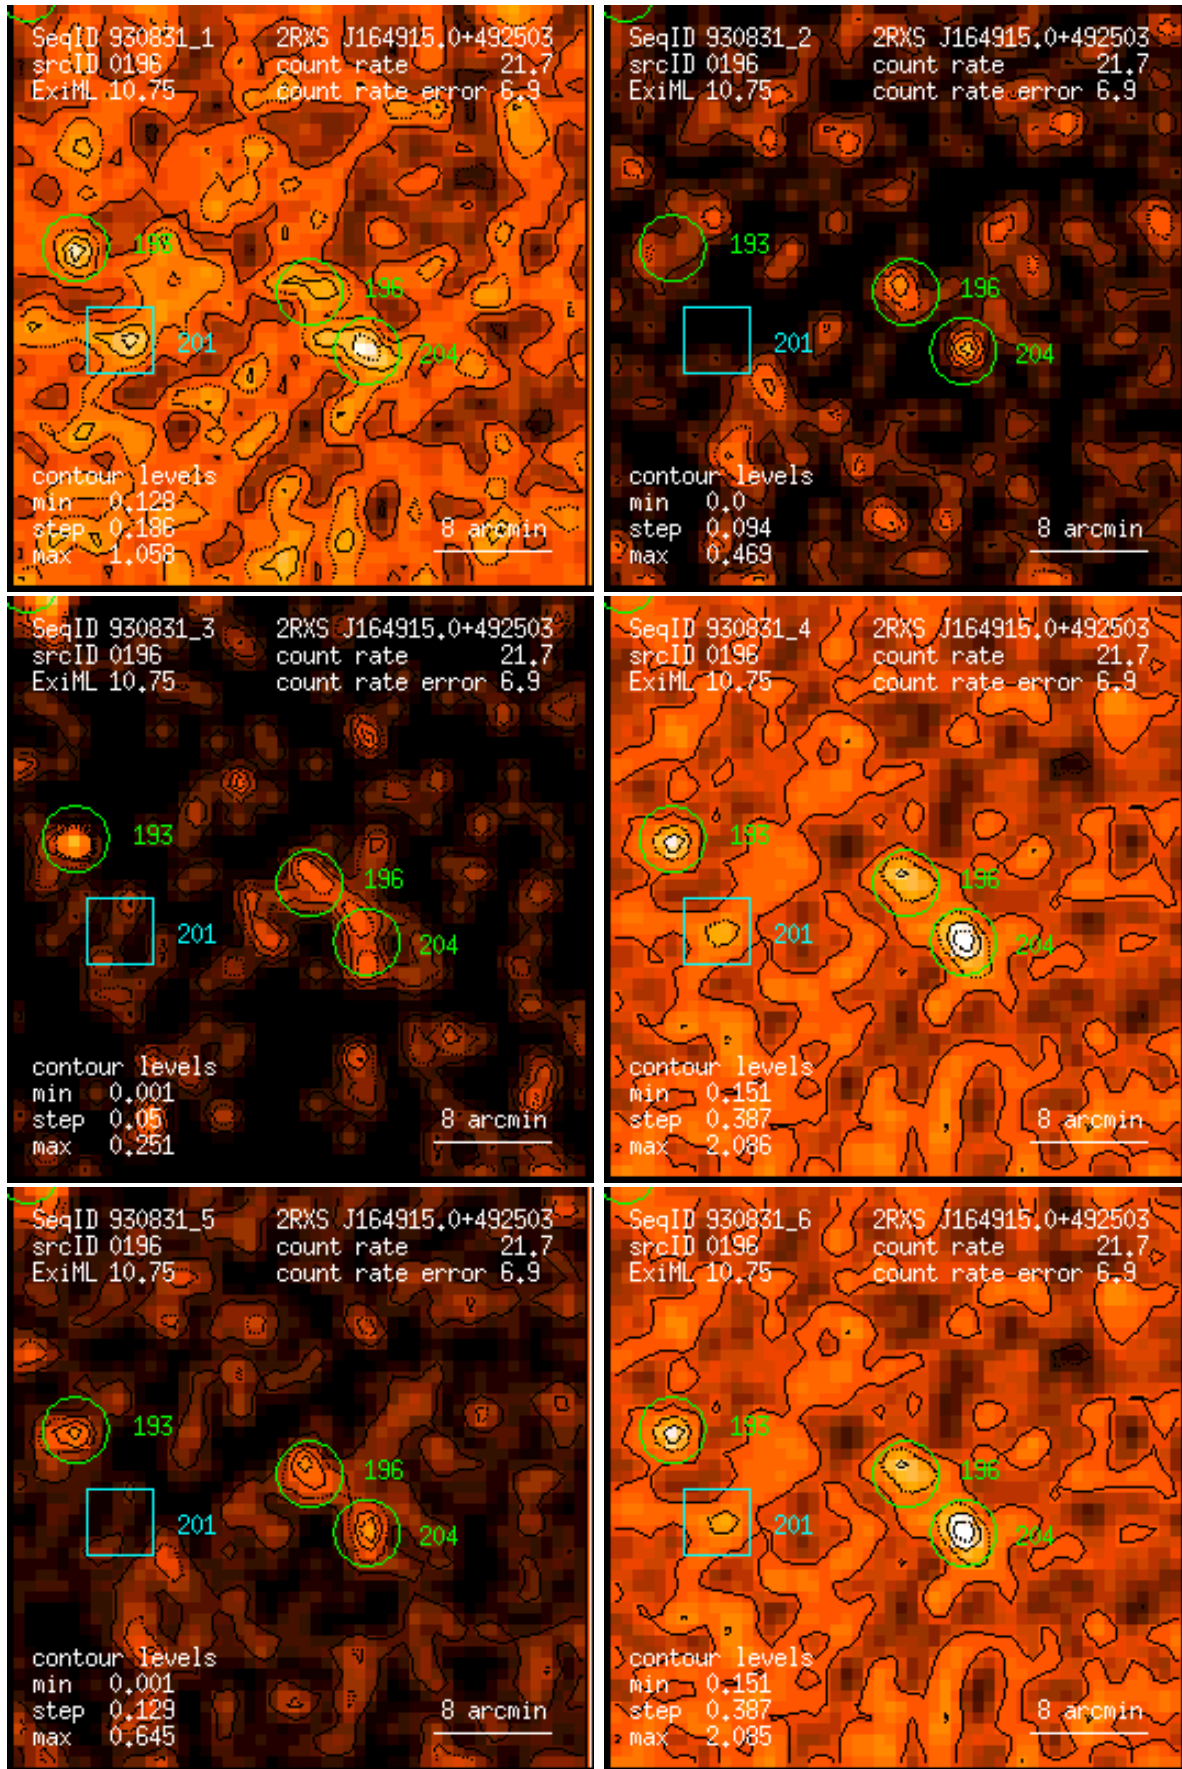 SeqID 930831_1 2RXS J164915.0+492503
srcID 0196 count rate 21.7
ExiML 10.75 count rate error 6.9
193
196
201
204
contour levels
min 0.128
step 0.186 8 arcmin
max 1.058
SeqID 930831_2 2RXS J164915.0+492503
srcID 0196 count rate 21.7
ExiML 10.75 count rate error 6.9
193
196
201
204
contour levels
min 0.0
step 0.094 8 arcmin
max 0.469
SeqID 930831_3 2RXS J164915.0+492503
srcID 0196 count rate 21.7
ExiML 10.75 count rate error 6.9
193
196
201
204
contour levels
min 0.001
step 0.05 8 arcmin
max 0.251
SeqID 930831_4 2RXS J164915.0+492503
srcID 0196 count rate 21.7
ExiML 10.75 count rate error 6.9
193
196
201
204
contour levels
min 0.151
step 0.387 8 arcmin
max 2.086
SeqID 930831_5 2RXS J164915.0+492503
srcID 0196 count rate 21.7
ExiML 10.75 count rate error 6.9
193
196
201
204
contour levels
min 0.001
step 0.129 8 arcmin
max 0.645
SeqID 930831_6 2RXS J164915.0+492503
srcID 0196 count rate 21.7
ExiML 10.75 count rate error 6.9
193
196
201
204
contour levels
min 0.151
step 0.387 8 arcmin
max 2.085